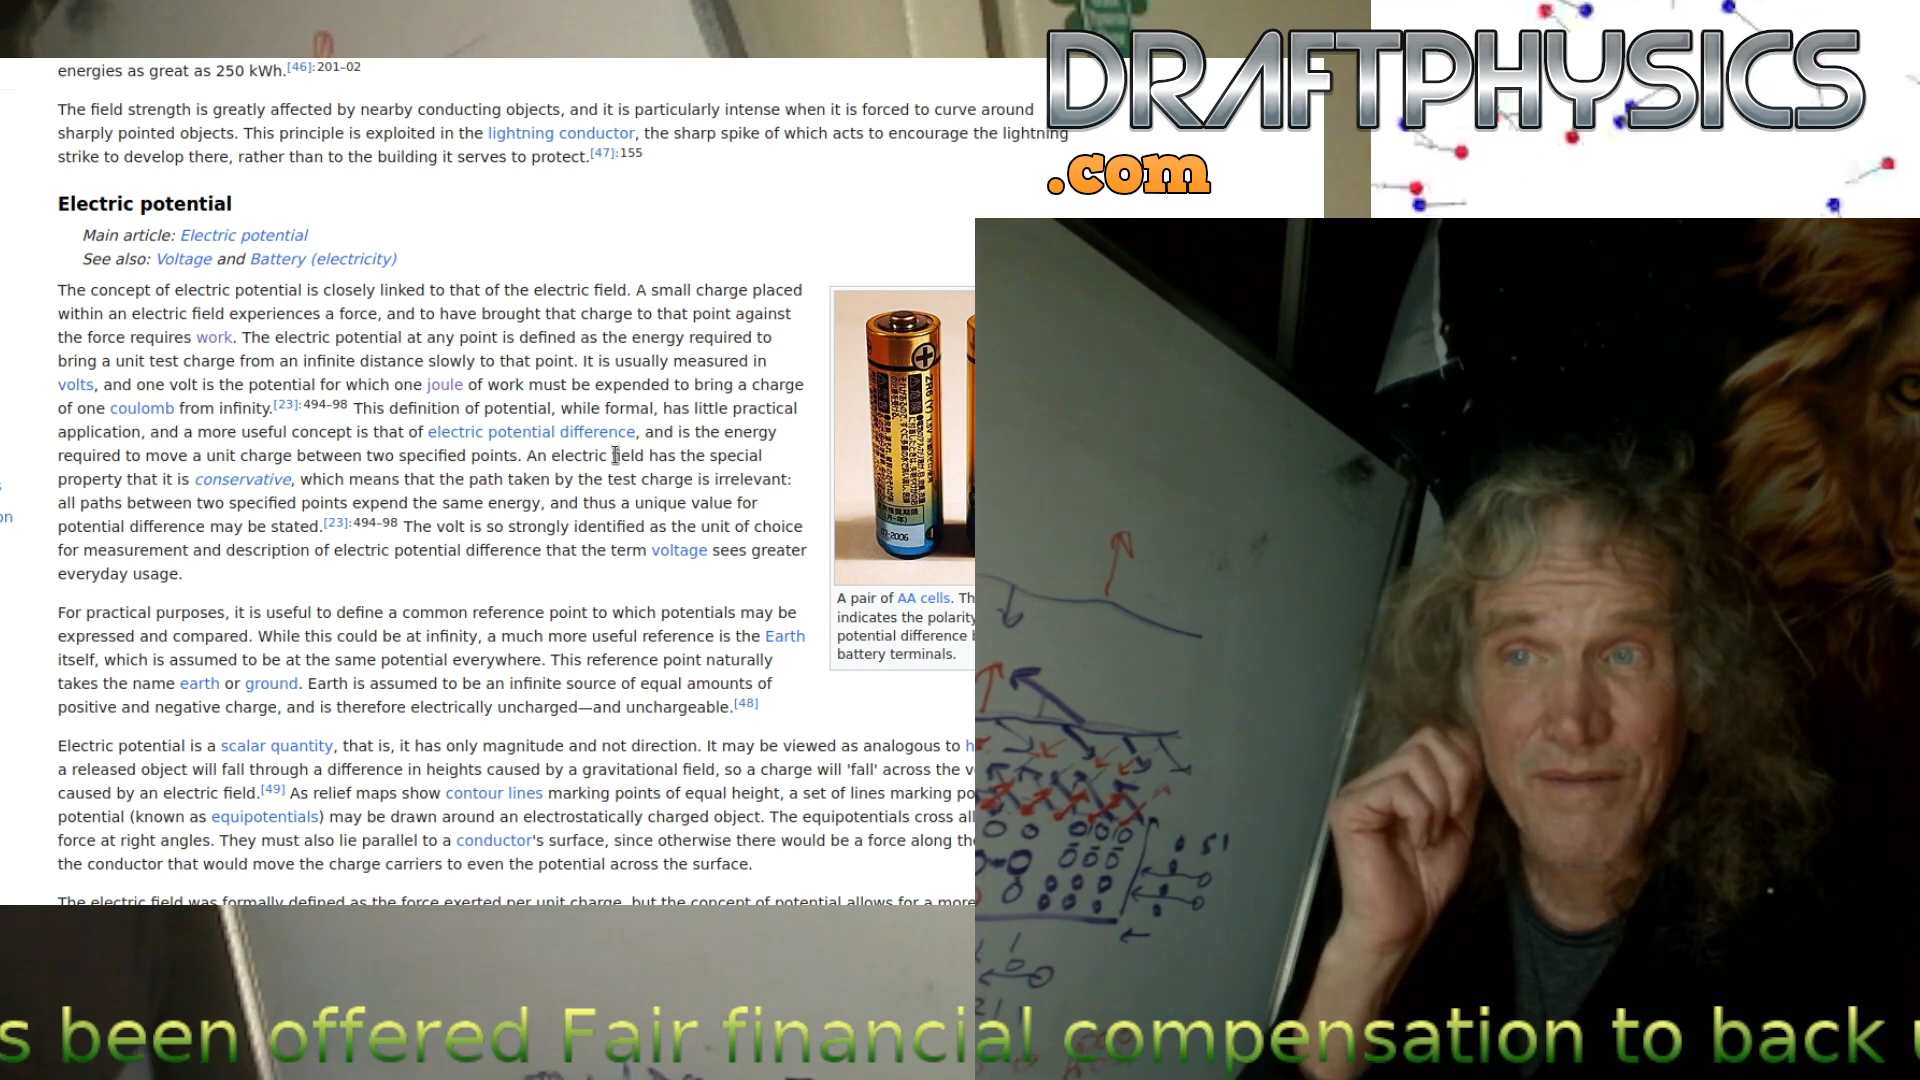 DRAFTPHYSICS
.com
energies as great as 250 kWh.[46]:201–02
The field strength is greatly affected by nearby conducting objects, and it is particularly intense when it is forced to curve around
sharply pointed objects. This principle is exploited in the lightning conductor, the sharp spike of which acts to encourage the lightning
strike to develop there, rather than to the building it serves to protect.[47]:155
Electric potential
Main article: Electric potential
See also: Voltage and Battery (electricity)
The concept of electric potential is closely linked to that of the electric field. A small charge placed
within an electric field experiences a force, and to have brought that charge to that point against
the force requires work. The electric potential at any point is defined as the energy required to
bring a unit test charge from an infinite distance slowly to that point. It is usually measured in
volts, and one volt is the potential for which one joule of work must be expended to bring a charge
of one coulomb from infinity.[23]:494–98 This definition of potential, while formal, has little practical
application, and a more useful concept is that of electric potential difference, and is the energy
required to move a unit charge between two specified points. An electric field has the special
property that it is conservative, which means that the path taken by the test charge is irrelevant:
all paths between two specified points expend the same energy, and thus a unique value for
potential difference may be stated.[23]:494–98 The volt is so strongly identified as the unit of choice
for measurement and description of electric potential difference that the term voltage sees greater
everyday usage.
A pair of AA cells. Th
indicates the polarity
potential difference b
battery terminals.
For practical purposes, it is useful to define a common reference point to which potentials may be
expressed and compared. While this could be at infinity, a much more useful reference is the Earth
itself, which is assumed to be at the same potential everywhere. This reference point naturally
takes the name earth or ground. Earth is assumed to be an infinite source of equal amounts of
positive and negative charge, and is therefore electrically uncharged—and unchargeable.[48]
Electric potential is a scalar quantity, that is, it has only magnitude and not direction. It may be viewed as analogous to h
a released object will fall through a difference in heights caused by a gravitational field, so a charge will 'fall' across the v
caused by an electric field.[49] As relief maps show contour lines marking points of equal height, a set of lines marking po
potential (known as equipotentials) may be drawn around an electrostatically charged object. The equipotentials cross all
force at right angles. They must also lie parallel to a conductor's surface, since otherwise there would be a force along the
the conductor that would move the charge carriers to even the potential across the surface.
The electric field was formally defined as the force exerted per unit charge, but the concept of potential allows for a more
s been offered Fair financial compensation to back u